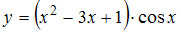 y = (x² − 3x + 1) · cos x